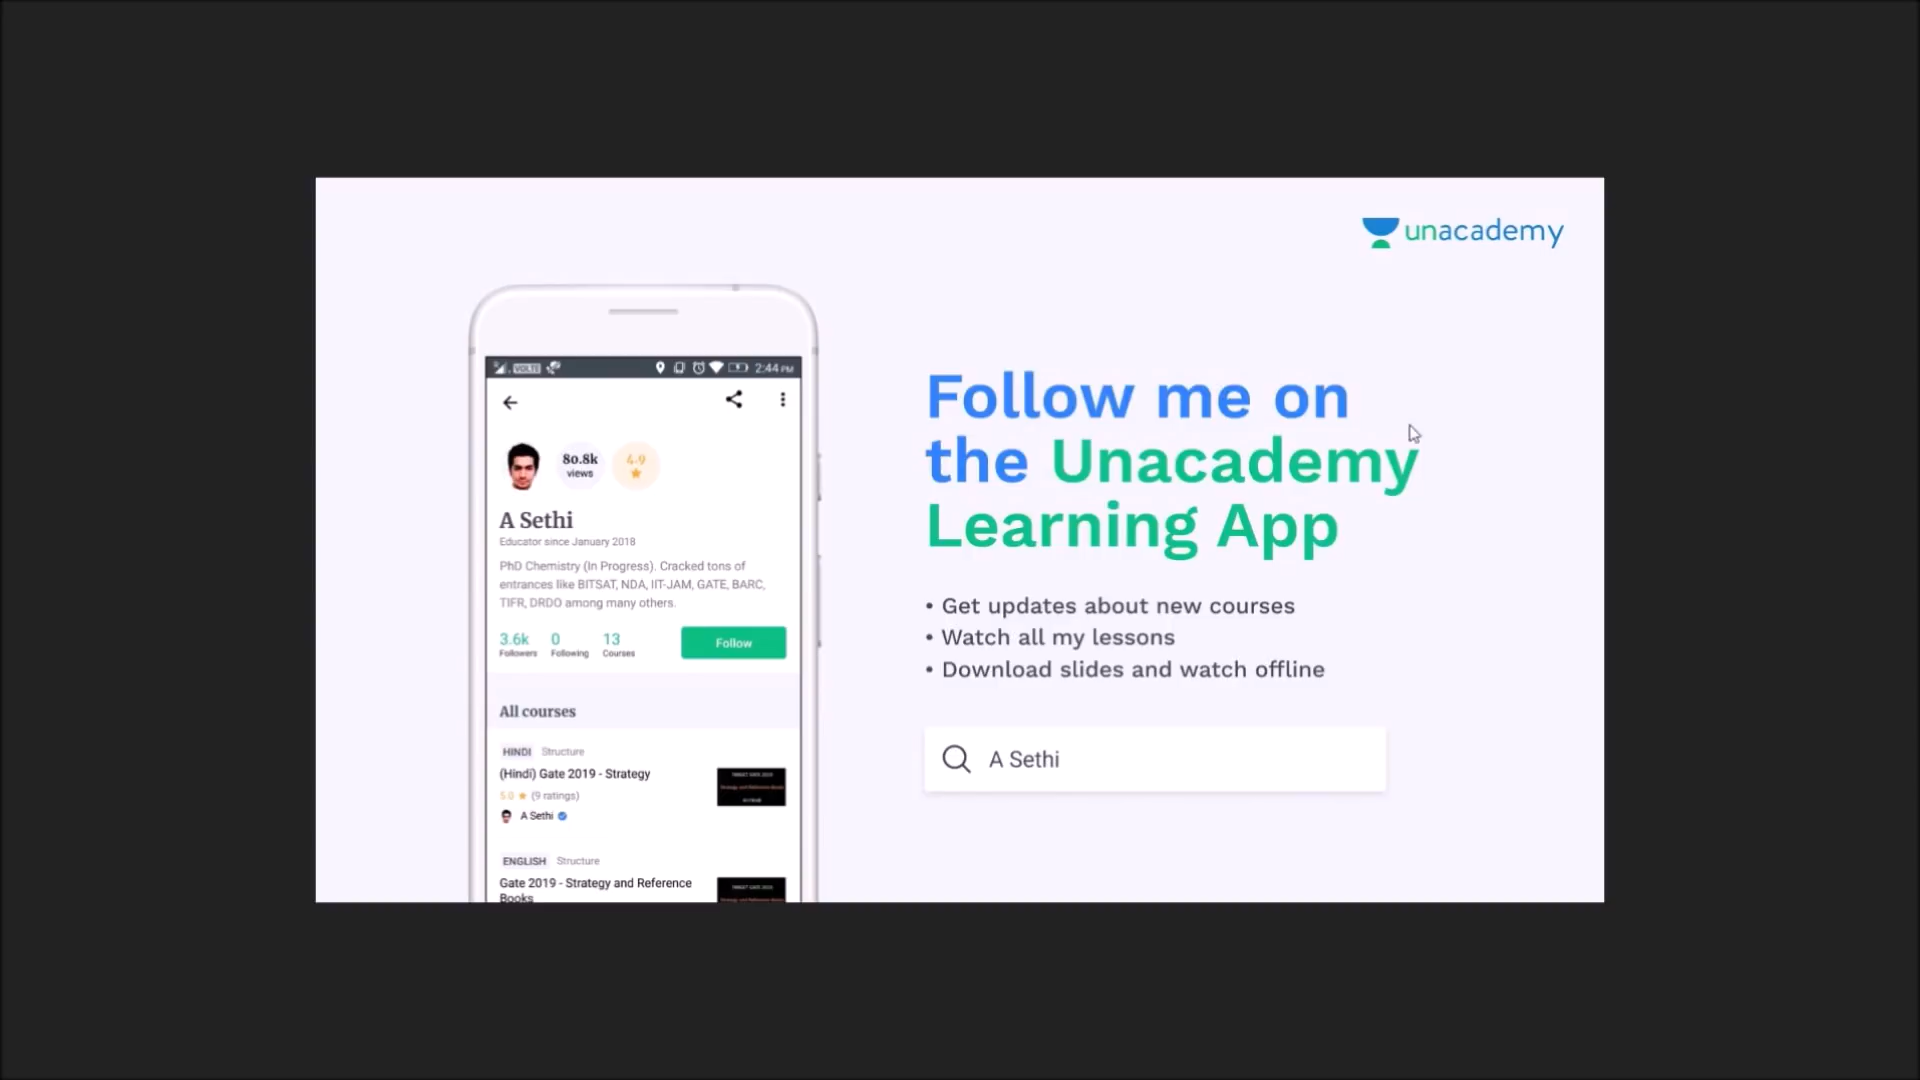 unacademy
VOLTE 2:44 PM
80.8k
views
4.9
A Sethi
Educator since January 2018
PhD Chemistry (In Progress). Cracked tons of
entrances like BITSAT, NDA, IIT-JAM, GATE, BARC,
TIFR, DRDO among many others.
3.6k 0 13
Followers Following Courses
Follow
All courses
HINDI Structure
(Hindi) Gate 2019 - Strategy
5.0 (9 ratings)
A Sethi
ENGLISH Structure
Gate 2019 - Strategy and Reference
Books
Follow me on
the Unacademy
Learning App
• Get updates about new courses
• Watch all my lessons
• Download slides and watch offline
A Sethi